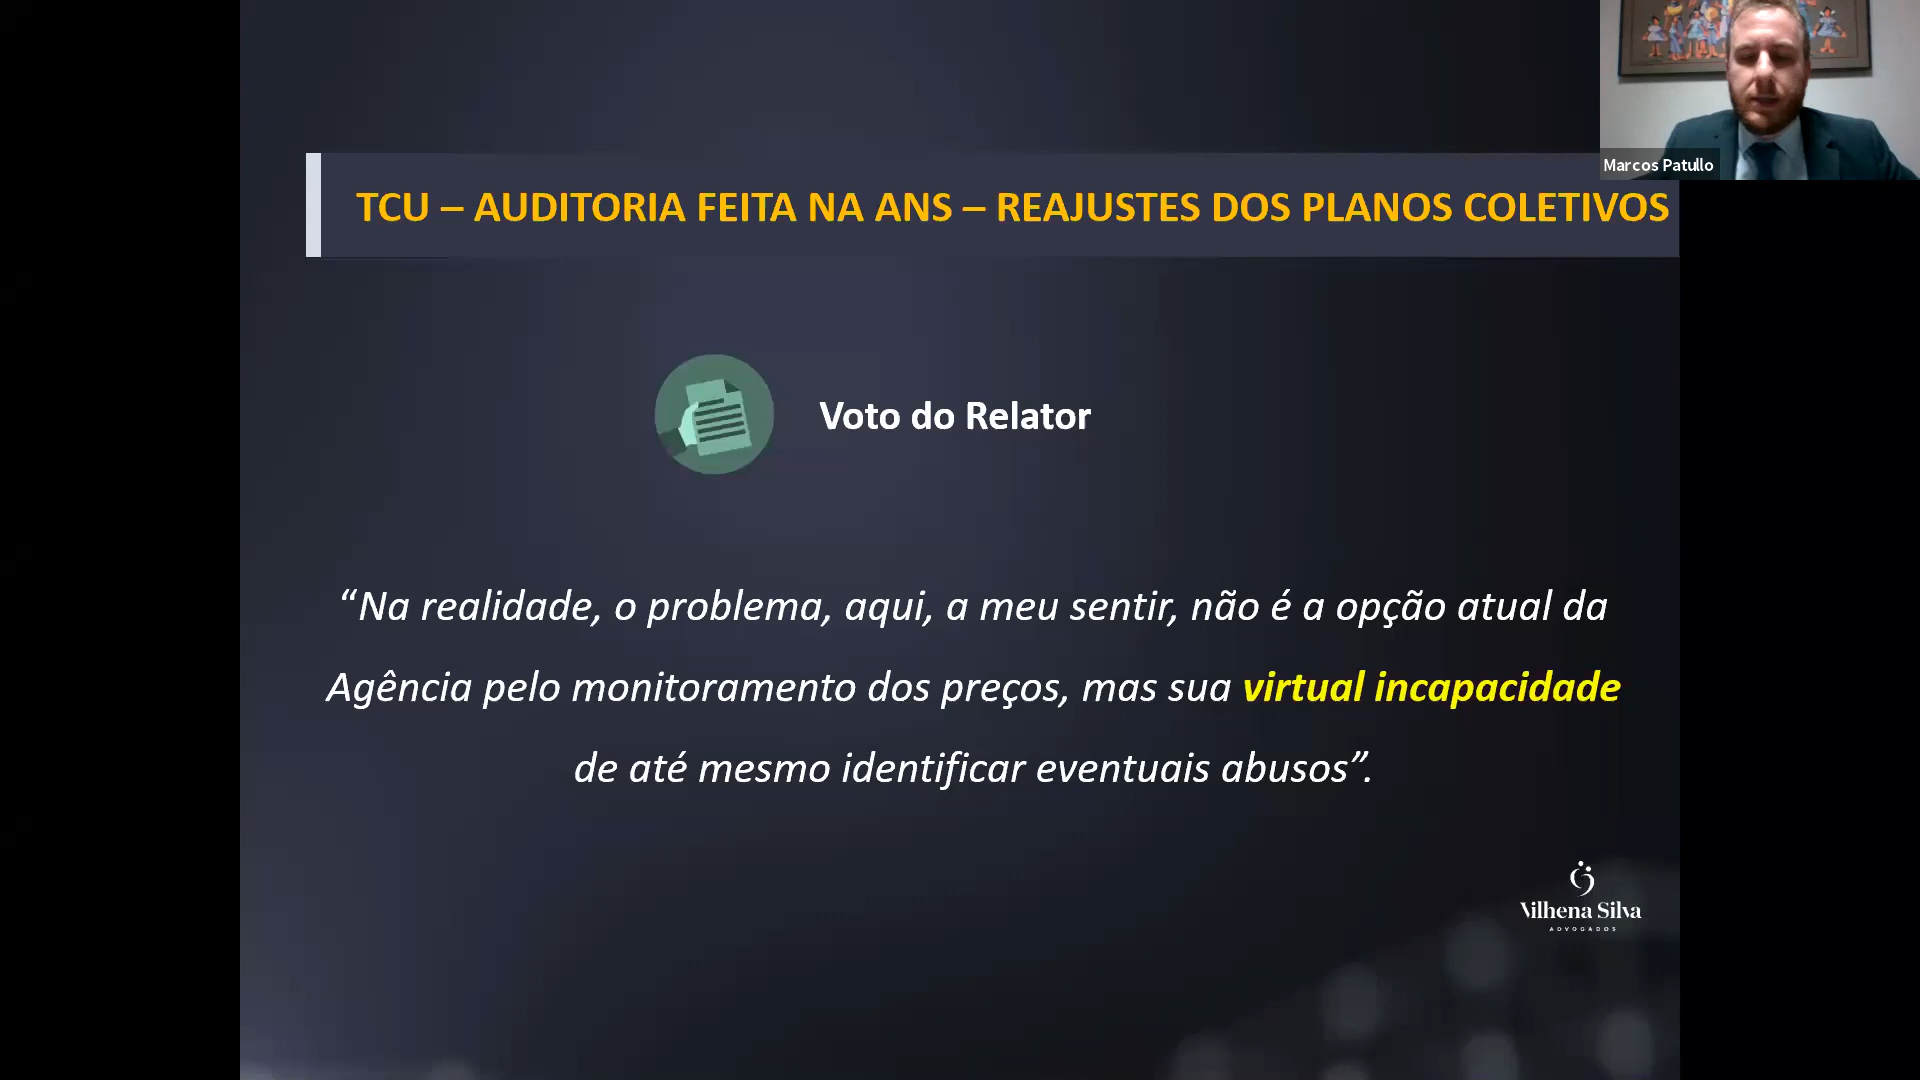 Marcos Patullo
TCU – AUDITORIA FEITA NA ANS – REAJUSTES DOS PLANOS COLETIVOS
Voto do Relator
“Na realidade, o problema, aqui, a meu sentir, não é a opção atual da
Agência pelo monitoramento dos preços, mas sua virtual incapacidade
de até mesmo identificar eventuais abusos”.
Vilhena Silva
ADVOGADOS